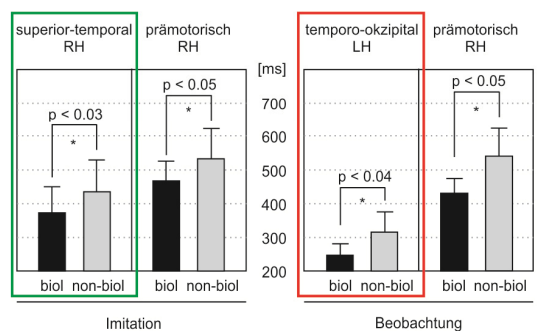 superior-temporal RH
prämotorisch RH
temporo-okzipital LH
prämotorisch RH
[ms]
700
600
500
400
300
200
p < 0.03
*
p < 0.05
*
p < 0.04
*
p < 0.05
*
biol non-biol
biol non-biol
biol non-biol
biol non-biol
Imitation
Beobachtung